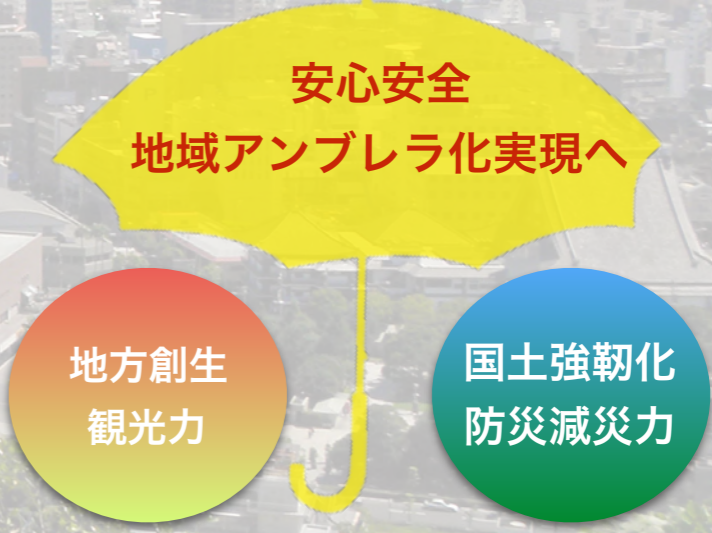 安心安全
地域アンブレラ化実現へ
地方創生
観光力
国土強靭化
防災減災力